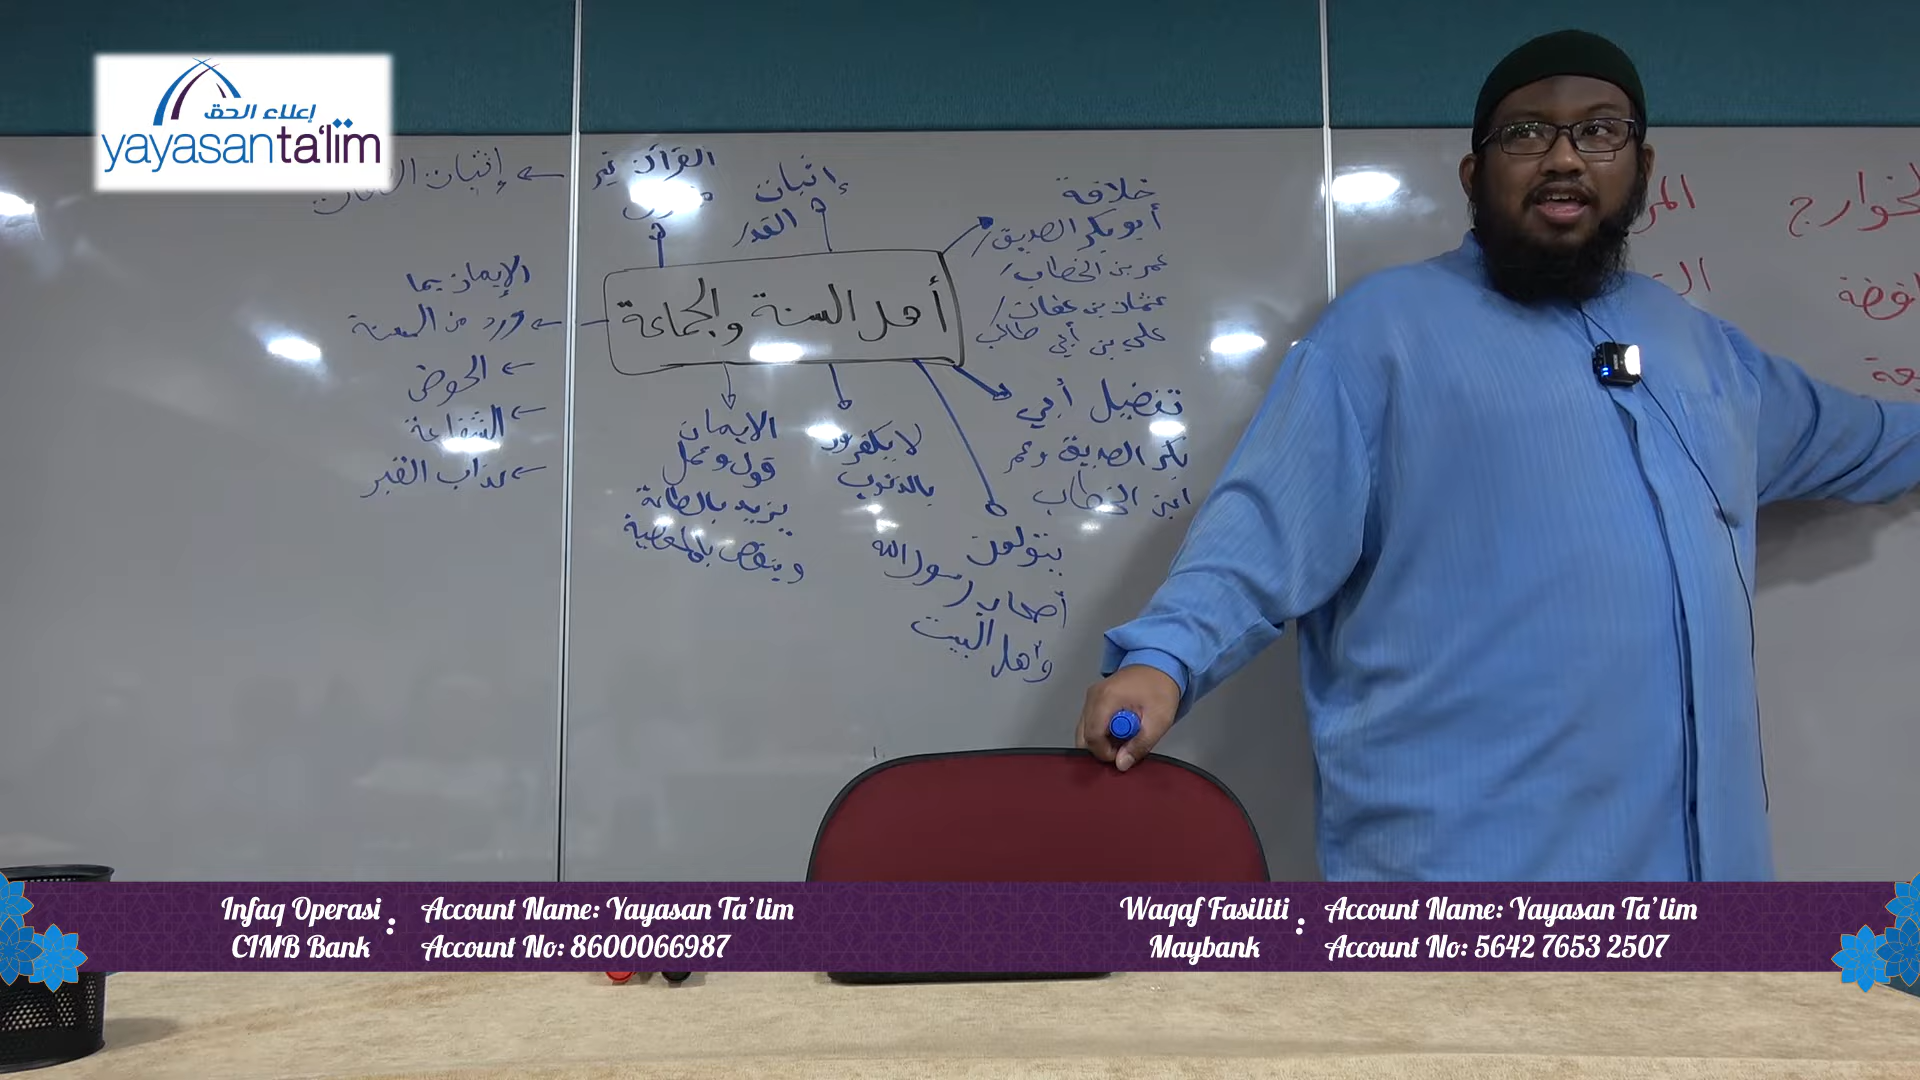 إعلاء الحق
yayasanta'lim
إثبات
القرآن غير
إثبات
القدر
خلافة
أبو بكر الصديق/
عمر بن الخطاب/
عثمان بن عفان/
علي بن أبي طالب
أهل السنة والجماعة
الإيمان بما
ورد من السنة
الحوض
الشفاعة
عذاب القبر
الإيمان
قول وعمل
يزيد بالطاعة
وينقص بالمعصية
لا يكفرون
بالذنوب
يتولون
أصحاب رسول الله
وأهل البيت
تفضيل أبي
بكر الصديق وعمر
ابن الخطاب
الخوارج
Infaq Operasi : Account Name: Yayasan Ta'lim
CIMB Bank Account No: 8600066987
Waqaf Fasiliti : Account Name: Yayasan Ta'lim
Maybank Account No: 5642 7653 2507